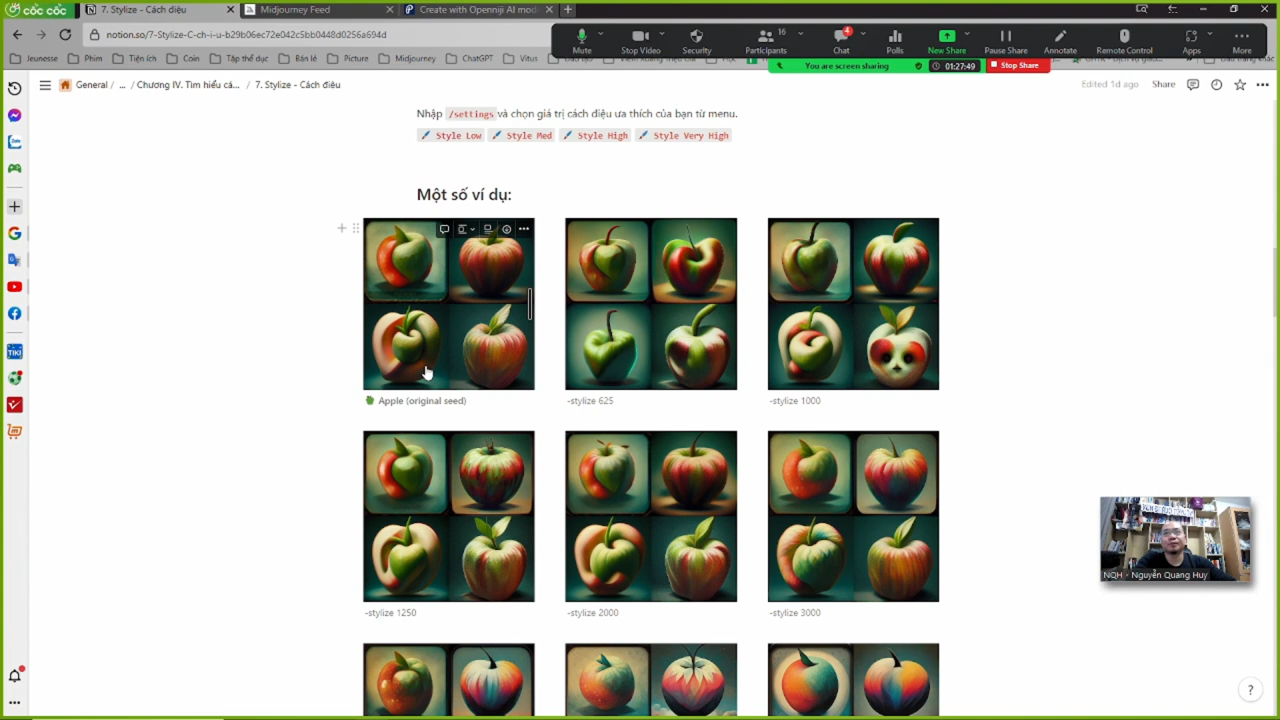 cốc cốc
7. Stylize - Cách điệu
Midjourney Feed
Create with Openniji AI mod
notion.so/7-Stylize-C-ch-i-u-b29b06ec72e042c5bb0448d0256a694d
Mute
Stop Video
Security
Participants
16
Chat
4
Polls
New Share
Pause Share
Annotate
Remote Control
Apps
More
Jeunesse
Phim
Tiện ích
Coin
Tập thể dục
Bán lẻ
Picture
Midjourney
ChatGPT
Vitus
You are screen sharing
01:27:49
Stop Share
General / ... / Chương IV. Tìm hiểu cá... / 7. Stylize - Cách điệu
Edited 1d ago
Share
Nhập /settings và chọn giá trị cách điệu ưa thích của bạn từ menu.
Style Low
Style Med
Style High
Style Very High
Một số ví dụ:
Apple (original seed)
-stylize 625
-stylize 1000
-stylize 1250
-stylize 2000
-stylize 3000
Zalo
TIKI
NQH - Nguyễn Quang Huy
?